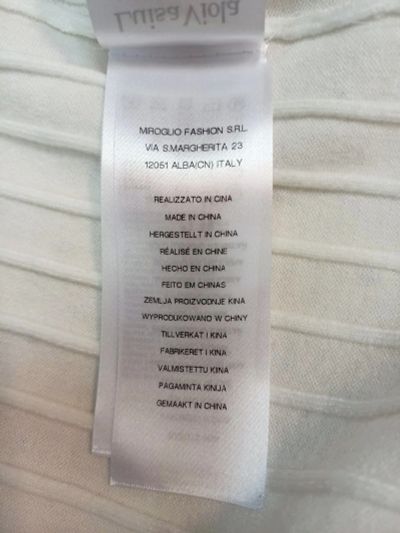 Luisa Viola
MIROGLIO FASHION S.R.L.
VIA S.MARGHERITA 23
12051 ALBA(CN) ITALY
REALIZZATO IN CINA
MADE IN CHINA
HERGESTELLT IN CHINA
RÉALISÉ EN CHINE
HECHO EN CHINA
FEITO EM CHINAS
ZEMLJA PROIZVODNJE KINA
WYPRODUKOWANO W CHINY
TILLVERKAT I KINA
FABRIKERET I KINA
VALMISTETTU KIINA
PAGAMINTA KINIJA
GEMAAKT IN CHINA